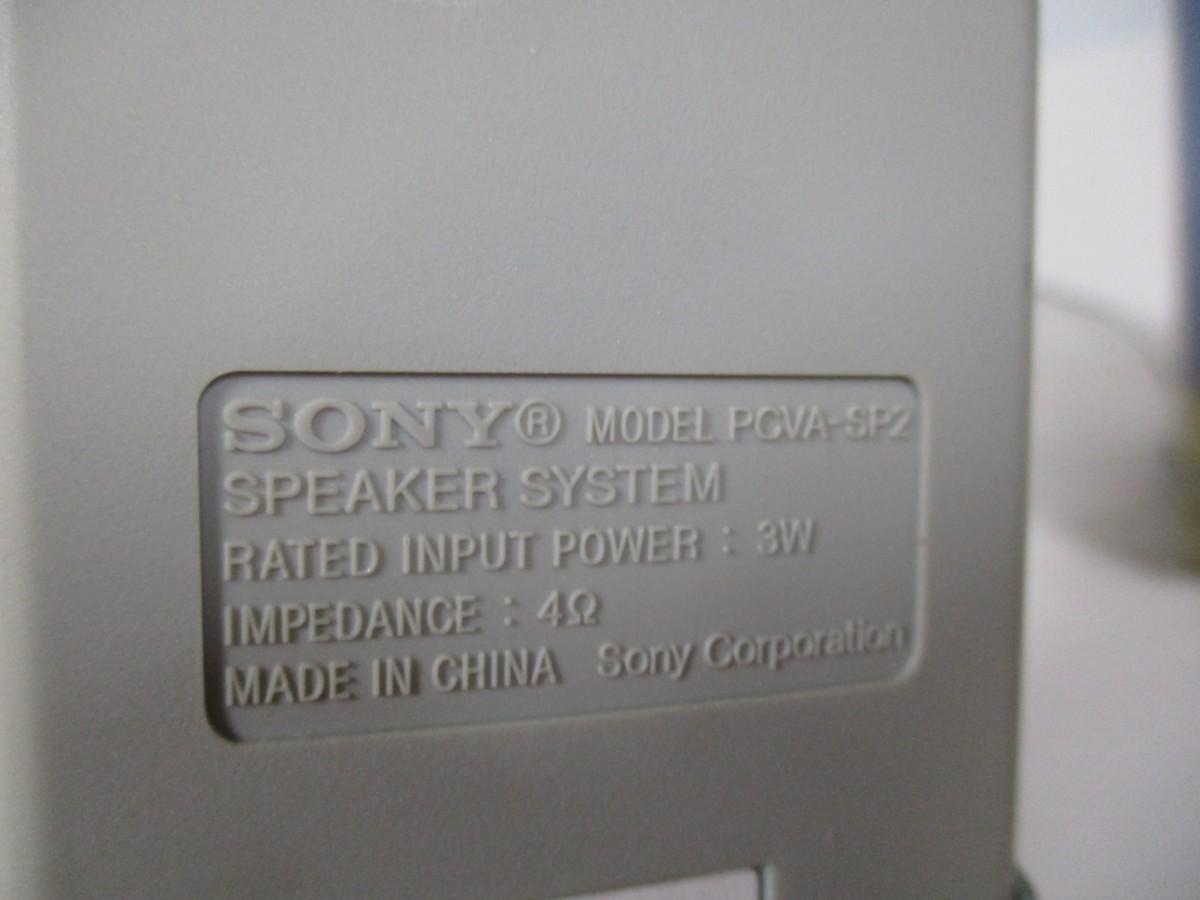 SONY® MODEL PCVA-SP2
SPEAKER SYSTEM
RATED INPUT POWER : 3W
IMPEDANCE : 4Ω
MADE IN CHINA Sony Corporation